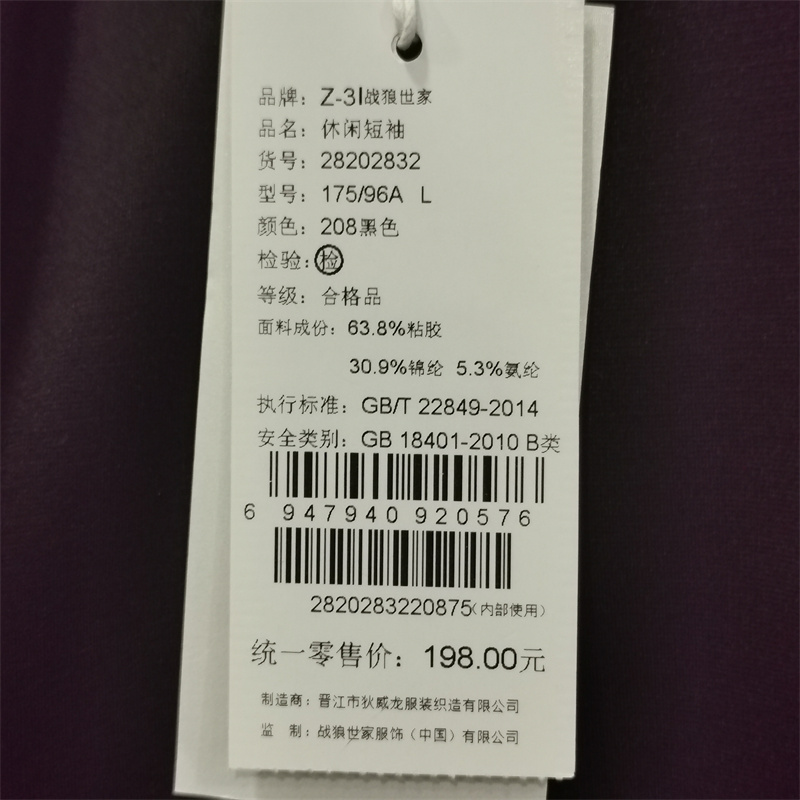 品牌：Z-3I战狼世家
品名：休闲短袖
货号：28202832
型号：175/96A L
颜色：208黑色
检验：检
等级：合格品
面料成份：63.8%粘胶
30.9%锦纶 5.3%氨纶
执行标准：GB/T 22849-2014
安全类别：GB 18401-2010 B类
6 947940 920576
2820283220875（内部使用）
统一零售价：198.00元
制造商：晋江市狄威龙服装织造有限公司
监 制：战狼世家服饰（中国）有限公司